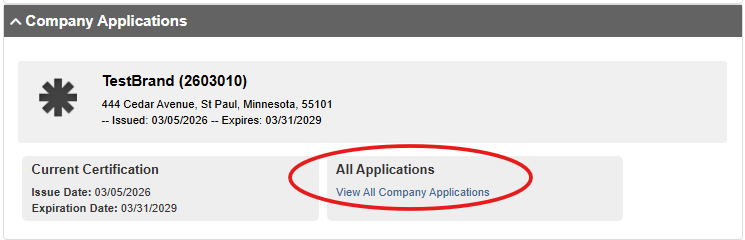 Company Applications
TestBrand (2603010)
444 Cedar Avenue, St Paul, Minnesota, 55101
-- Issued: 03/05/2026 -- Expires: 03/31/2029
Current Certification
Issue Date: 03/05/2026
Expiration Date: 03/31/2029
All Applications
View All Company Applications